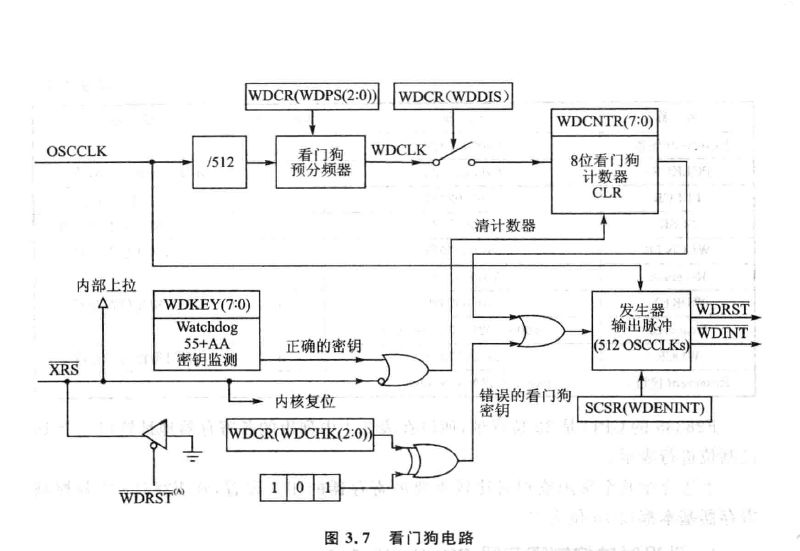 WDCR(WDPS(2:0)) WDCR(WDDIS)
WDCNTR(7:0)
OSCCLK
/512
看门狗
预分频器
WDCLK
8位看门狗
计数器
CLR
清计数器
内部上拉
WDKEY(7:0)
Watchdog
55+AA
密钥监测
正确的密钥
发生器
输出脉冲
(512 OSCCLKs)
WDRST
WDINT
XRS
内核复位
错误的看门狗
密钥
SCSR(WDENINT)
WDCR(WDCHK(2:0))
WDRST(A)
1 0 1
图 3.7 看门狗电路